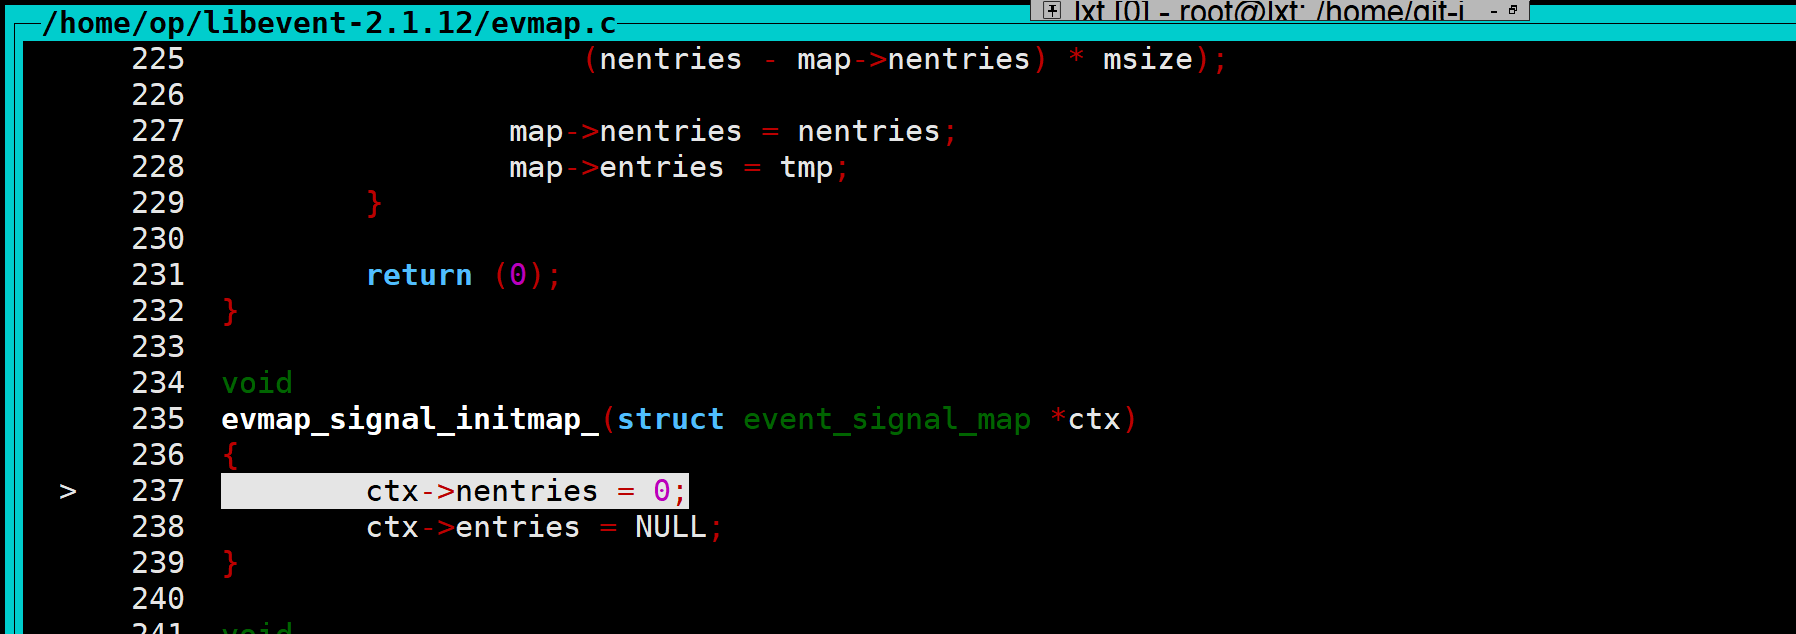 /home/op/libevent-2.1.12/evmap.c
lxt [0] - root@lxt: /home/git-i
225 (nentries - map->nentries) * msize);
226
227 map->nentries = nentries;
228 map->entries = tmp;
229 }
230
231 return (0);
232 }
233
234 void
235 evmap_signal_initmap_(struct event_signal_map *ctx)
236 {
> 237 ctx->nentries = 0;
238 ctx->entries = NULL;
239 }
240
241 void